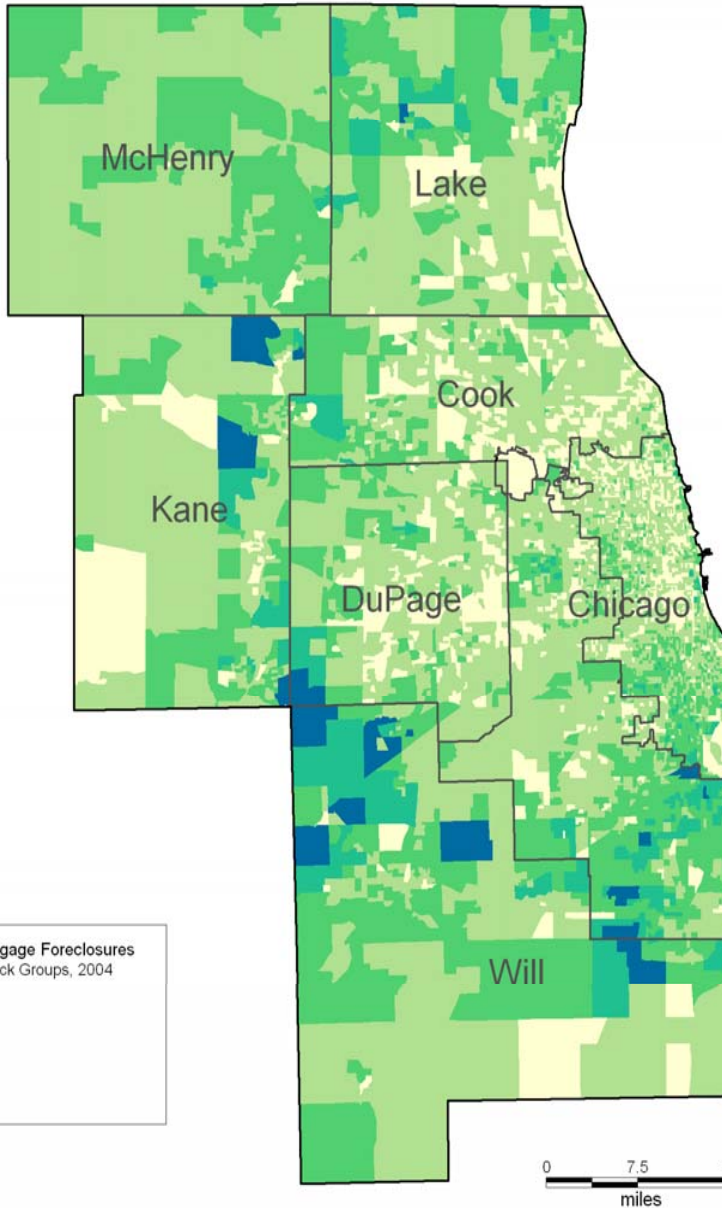 McHenry
Lake
Cook
Kane
DuPage
Chicago
gage Foreclosures
ck Groups, 2004
Will
0 7.5
miles